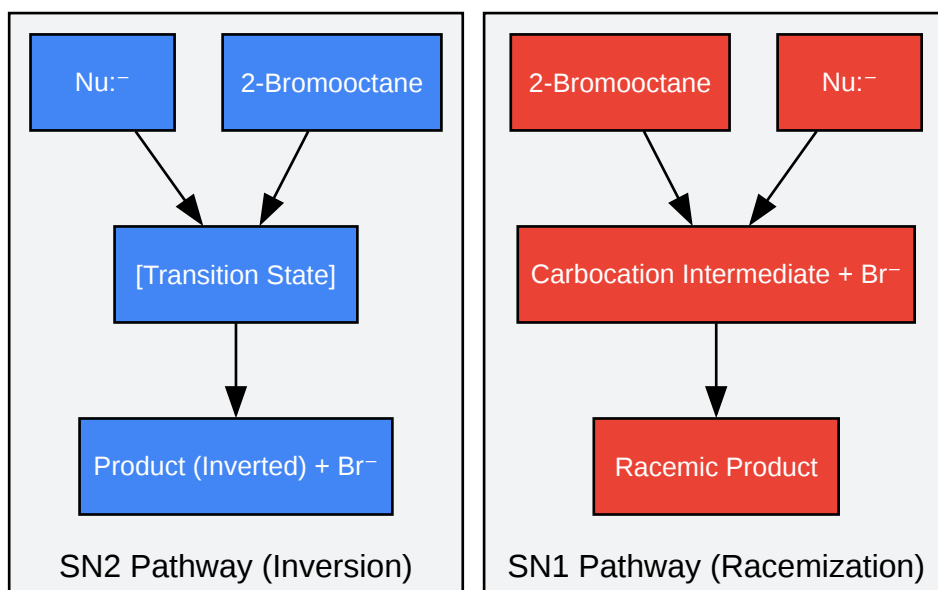 Nu:⁻
2-Bromooctane
[Transition State]
Product (Inverted) + Br⁻
SN2 Pathway (Inversion)
2-Bromooctane
Nu:⁻
Carbocation Intermediate + Br⁻
Racemic Product
SN1 Pathway (Racemization)